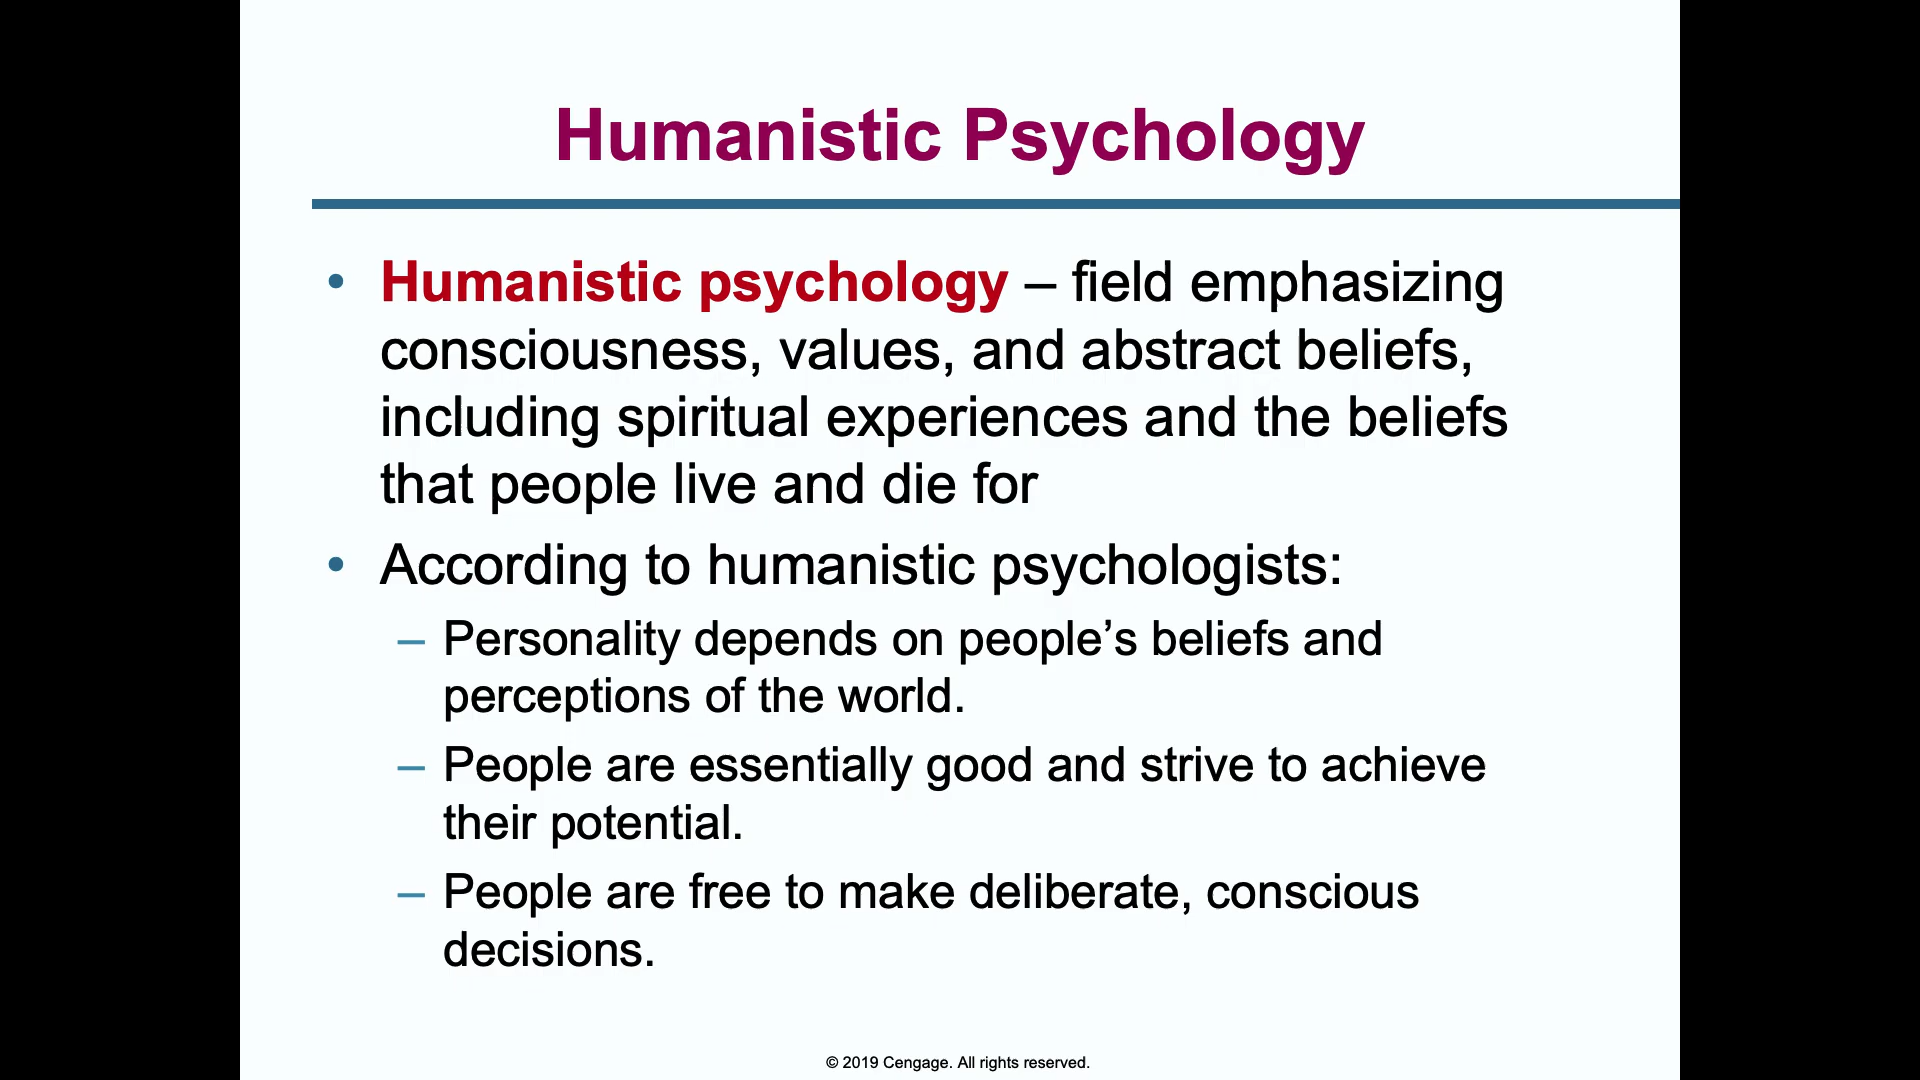 Humanistic Psychology
• Humanistic psychology – field emphasizing
consciousness, values, and abstract beliefs,
including spiritual experiences and the beliefs
that people live and die for
• According to humanistic psychologists:
– Personality depends on people’s beliefs and
perceptions of the world.
– People are essentially good and strive to achieve
their potential.
– People are free to make deliberate, conscious
decisions.
© 2019 Cengage. All rights reserved.